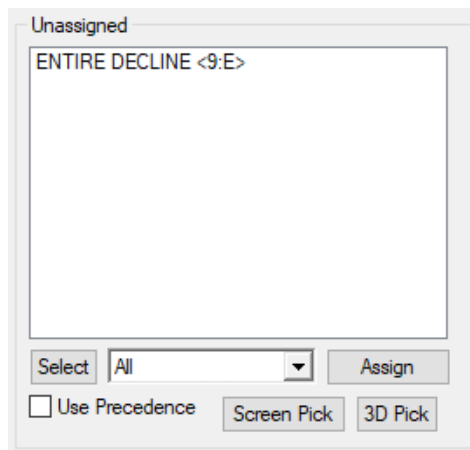 Unassigned
ENTIRE DECLINE <9:E>
Select All Assign
Use Precedence Screen Pick 3D Pick